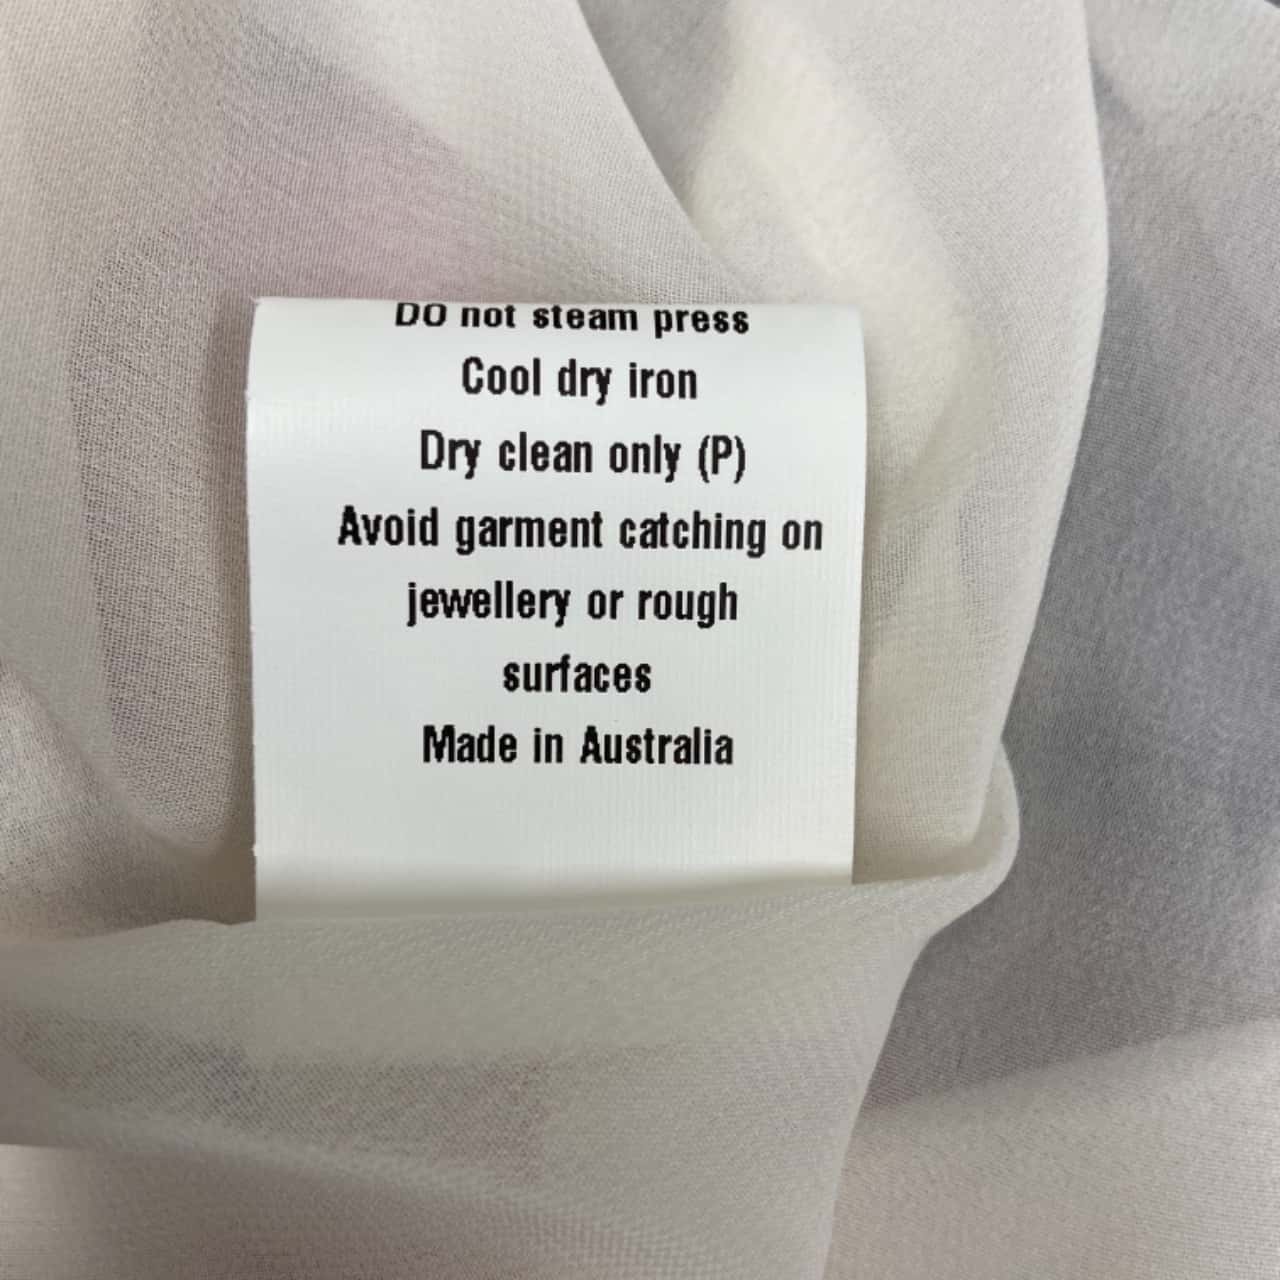 DO not steam press
Cool dry iron
Dry clean only (P)
Avoid garment catching on
jewellery or rough
surfaces
Made in Australia